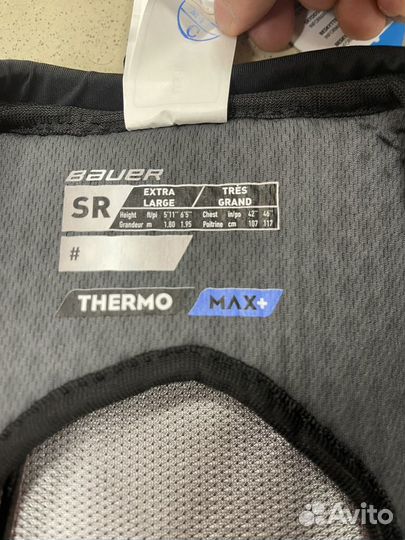 BAUER
SR EXTRA LARGE / TRÈS GRAND
Height ft/pi 5'11" 6'5" Chest in/po 42" 46"
Grandeur m 1.80 1.95 Poitrine cm 107 117
#
THERMO MAX+
Avito